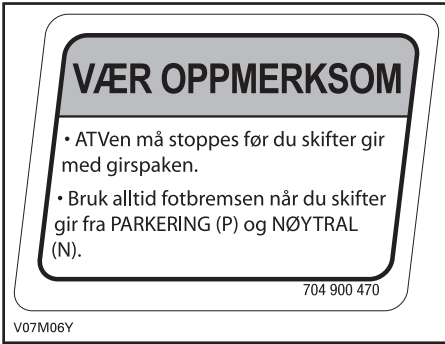 VÆR OPPMERKSOM
• ATVen må stoppes før du skifter gir
med girspaken.
• Bruk alltid fotbremsen når du skifter
gir fra PARKERING (P) og NØYTRAL
(N).
704 900 470
V07M06Y